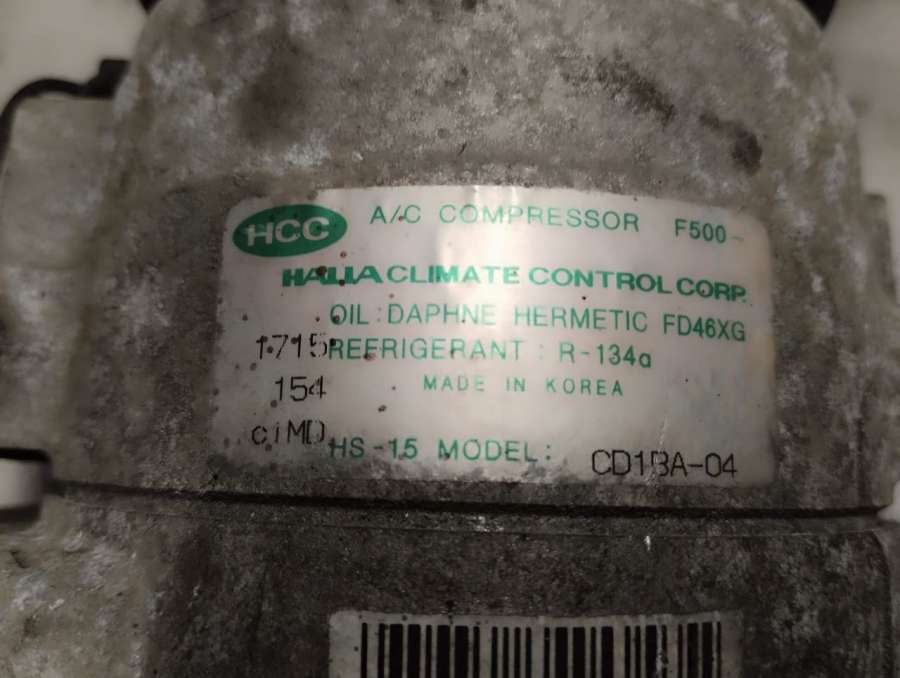 HCC A/C COMPRESSOR F500-
HALLA CLIMATE CONTROL CORP.
OIL : DAPHNE HERMETIC FD46XG
1715 REFRIGERANT : R-134a
154 MADE IN KOREA
ciMD HS-15 MODEL: CD1BA-04